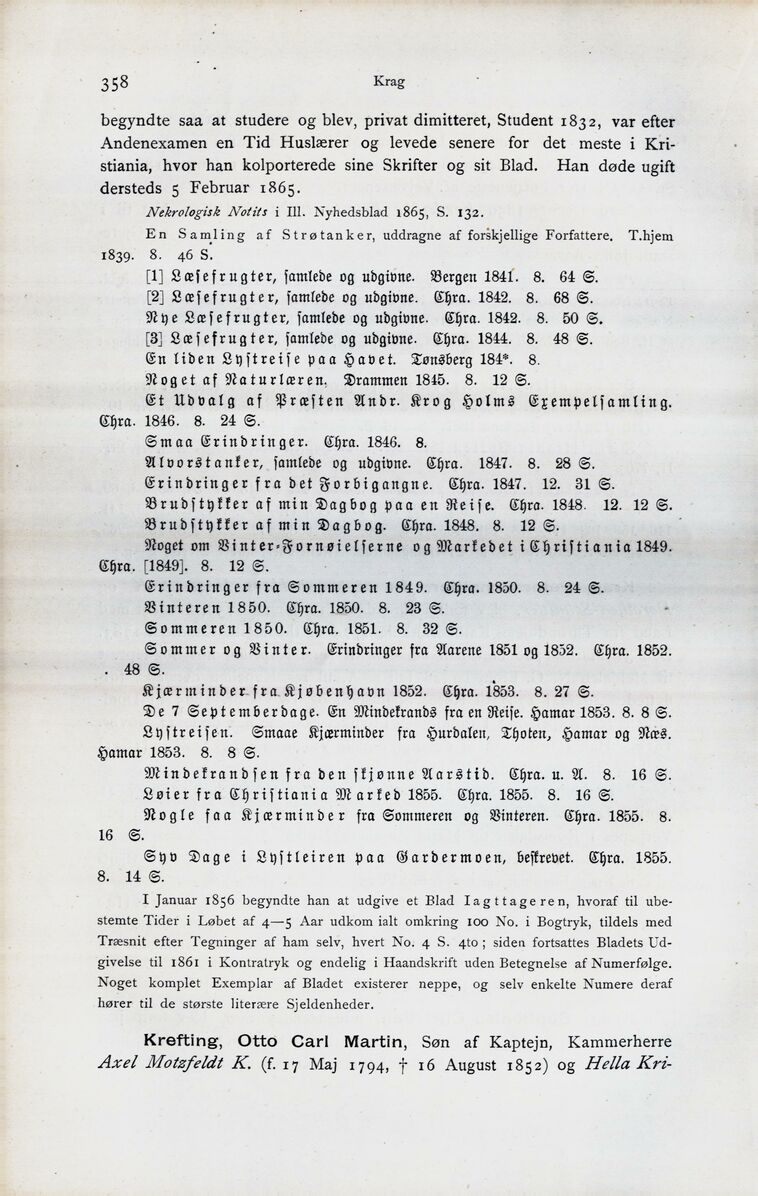 358 Krag
begyndte saa at studere og blev, privat dimitteret, Student 1832, var efter
Andenexamen en Tid Huslærer og levede senere for det meste i Kri-
stiania, hvor han kolporterede sine Skrifter og sit Blad. Han døde ugift
dersteds 5 Februar 1865.
Nekrologisk Notits i Ill. Nyhedsblad 1865, S. 132.
En Samling af Strøtanker, uddragne af forskjellige Forfattere. T.hjem
1839. 8. 46 S.
[1] Læsefrugter, samlede og udgivne. Bergen 1841. 8. 64 S.
[2] Læsefrugter, samlede og udgivne. Chra. 1842. 8. 68 S.
Nye Læsefrugter, samlede og udgivne. Chra. 1842. 8. 50 S.
[3] Læsefrugter, samlede og udgivne. Chra. 1844. 8. 48 S.
En liden Lystreise paa Havet. Tønsberg 184*. 8.
Noget af Naturlæren. Drammen 1845. 8. 12 S.
Et Udvalg af Præsten Andr. Krog Holms Exempelsamling.
Chra. 1846. 8. 24 S.
Smaa Erindringer. Chra. 1846. 8.
Alvorstanker, samlede og udgivne. Chra. 1847. 8. 28 S.
Erindringer fra det Forbigangne. Chra. 1847. 12. 31 S.
Brudstykker af min Dagbog paa en Reise. Chra. 1848. 12. 12 S.
Brudstykker af min Dagbog. Chra. 1848. 8. 12 S.
Noget om Vinter-Fornøielserne og Markedet i Christiania 1849.
Chra. [1849]. 8. 12 S.
Erindringer fra Sommeren 1849. Chra. 1850. 8. 24 S.
Vinteren 1850. Chra. 1850. 8. 23 S.
Sommeren 1850. Chra. 1851. 8. 32 S.
Sommer og Vinter. Erindringer fra Aarene 1851 og 1852. Chra. 1852.
48 S.
Kjærminder fra Kjøbenhavn 1852. Chra. 1853. 8. 27 S.
De 7 Septemberdage. En Mindekrands fra en Reise. Hamar 1853. 8. 8 S.
Lystreisen. Smaae Kjærminder fra Hurdalen, Thoten, Hamar og Næs.
Hamar 1853. 8. 8 S.
Mindekrandsen fra den skjønne Aarstid. Chra. u. A. 8. 16 S.
Løier fra Christiania Marked 1855. Chra. 1855. 8. 16 S.
Nogle faa Kjærminder fra Sommeren og Vinteren. Chra. 1855. 8.
16 S.
Syv Dage i Lystleiren paa Gardermoen, beskrevet. Chra. 1855.
8. 14 S.
I Januar 1856 begyndte han at udgive et Blad Iagttageren, hvoraf til ube-
stemte Tider i Løbet af 4—5 Aar udkom ialt omkring 100 No. i Bogtryk, tildels med
Træsnit efter Tegninger af ham selv, hvert No. 4 S. 4to; siden fortsattes Bladets Ud-
givelse til 1861 i Kontratryk og endelig i Haandskrift uden Betegnelse af Numerfølge.
Noget komplet Exemplar af Bladet existerer neppe, og selv enkelte Numere deraf
hører til de største literære Sjeldenheder.
Krefting, Otto Carl Martin, Søn af Kaptejn, Kammerherre
Axel Motzfeldt K. (f. 17 Maj 1794, † 16 August 1852) og Hella Kri-